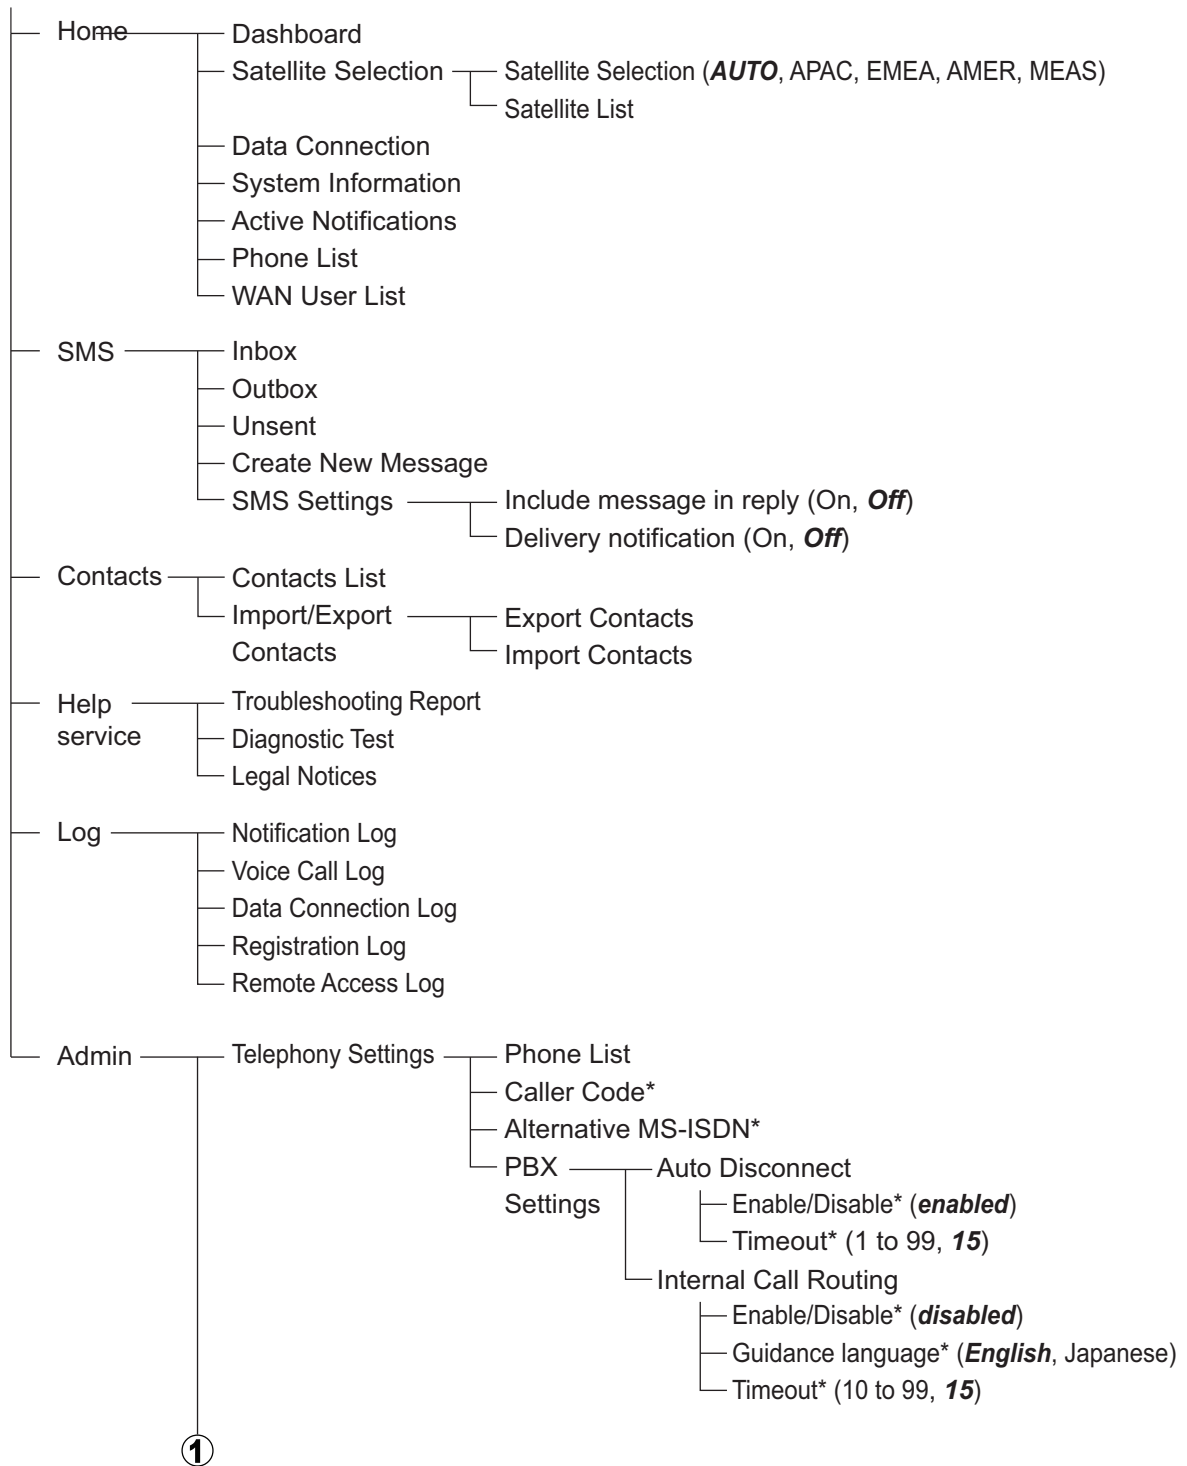 Home
Dashboard
Satellite Selection
Satellite Selection (AUTO, APAC, EMEA, AMER, MEAS)
Satellite List
Data Connection
System Information
Active Notifications
Phone List
WAN User List
SMS
Inbox
Outbox
Unsent
Create New Message
SMS Settings
Include message in reply (On, Off)
Delivery notification (On, Off)
Contacts
Contacts List
Import/Export
Contacts
Export Contacts
Import Contacts
Help
service
Troubleshooting Report
Diagnostic Test
Legal Notices
Log
Notification Log
Voice Call Log
Data Connection Log
Registration Log
Remote Access Log
Admin
Telephony Settings
Phone List
Caller Code*
Alternative MS-ISDN*
PBX
Settings
Auto Disconnect
Enable/Disable* (enabled)
Timeout* (1 to 99, 15)
Internal Call Routing
Enable/Disable* (disabled)
Guidance language* (English, Japanese)
Timeout* (10 to 99, 15)
1